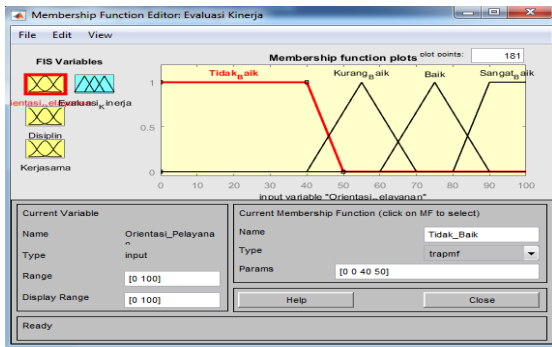 Membership Function Editor: Evaluasi Kinerja
File Edit View
FIS Variables
Membership function plots
plot points:
181
Tidak_Baik
Kurang_Baik
Baik
Sangat_Baik
Evaluasi_Kinerja
Disiplin
Kerjasama
1
0.5
0
0 10 20 30 40 50 60 70 80 90 100
input variable "Orientasi_Pelayanan"
Current Variable
Name Orientasi_Pelayanan
Type input
Range [0 100]
Display Range [0 100]
Current Membership Function (click on MF to select)
Name Tidak_Baik
Type trapmf
Params [0 0 40 50]
Help Close
Ready